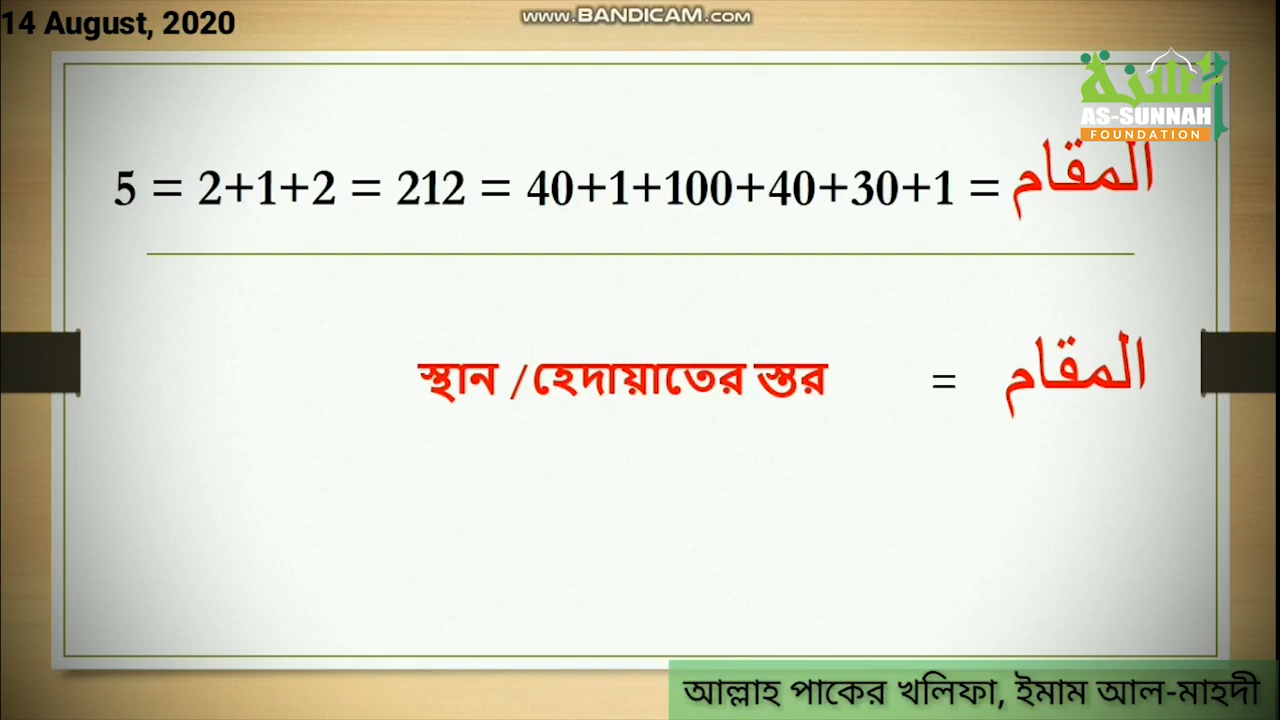 14 August, 2020
WWW.BANDICAM.COM
السنة
AS-SUNNAH
FOUNDATION
5 = 2+1+2 = 212 = 40+1+100+40+30+1 = المقام
স্থান /হেদায়াতের স্তর = المقام
আল্লাহ পাকের খলিফা, ইমাম আল-মাহদী